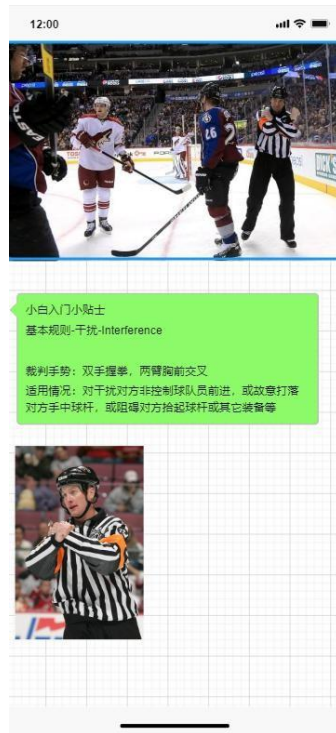 12:00
EASTON
26
小白入门小贴士
基本规则-干扰-Interference
裁判手势：双手握拳，两臂胸前交叉
适用情况：对干扰对方非控制球队员前进，或故意打落
对方手中球杆，或阻碍对方拾起球杆或其它装备等